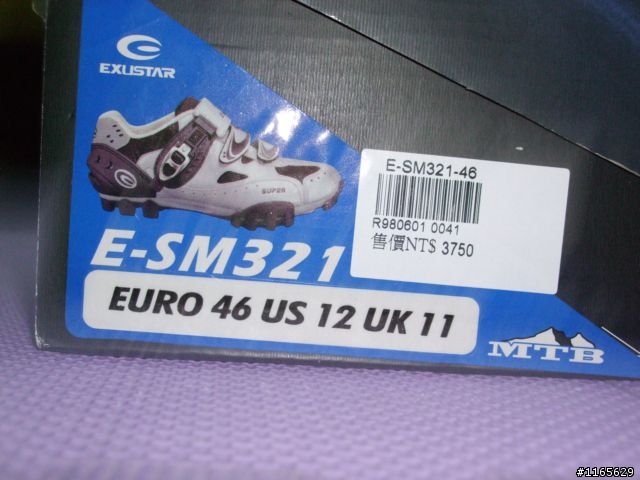 EXUSTAR
SUPER
E-SM321-46
R980601 0041
售價NT$ 3750
E-SM321
EURO 46 US 12 UK 11
MTB
#1165629